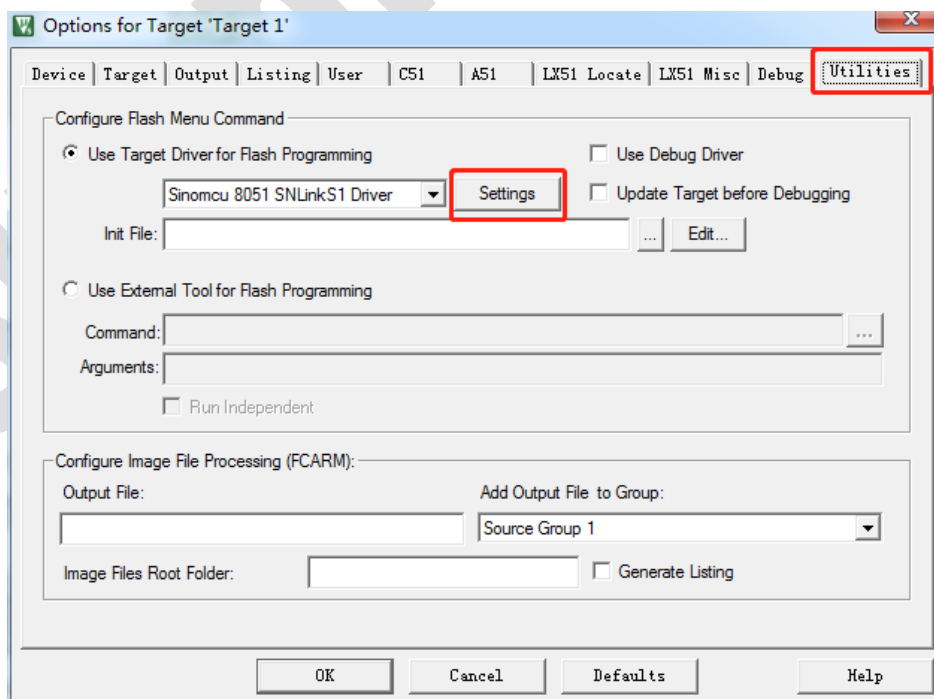 Options for Target 'Target 1'
Device Target Output Listing User C51 A51 LX51 Locate LX51 Misc Debug Utilities
Configure Flash Menu Command
Use Target Driver for Flash Programming Use Debug Driver
Sinomcu 8051 SNLinkS1 Driver Settings Update Target before Debugging
Init File: ... Edit...
Use External Tool for Flash Programming
Command: ...
Arguments:
Run Independent
Configure Image File Processing (FCARM):
Output File: Add Output File to Group:
Source Group 1
Image Files Root Folder: Generate Listing
OK Cancel Defaults Help